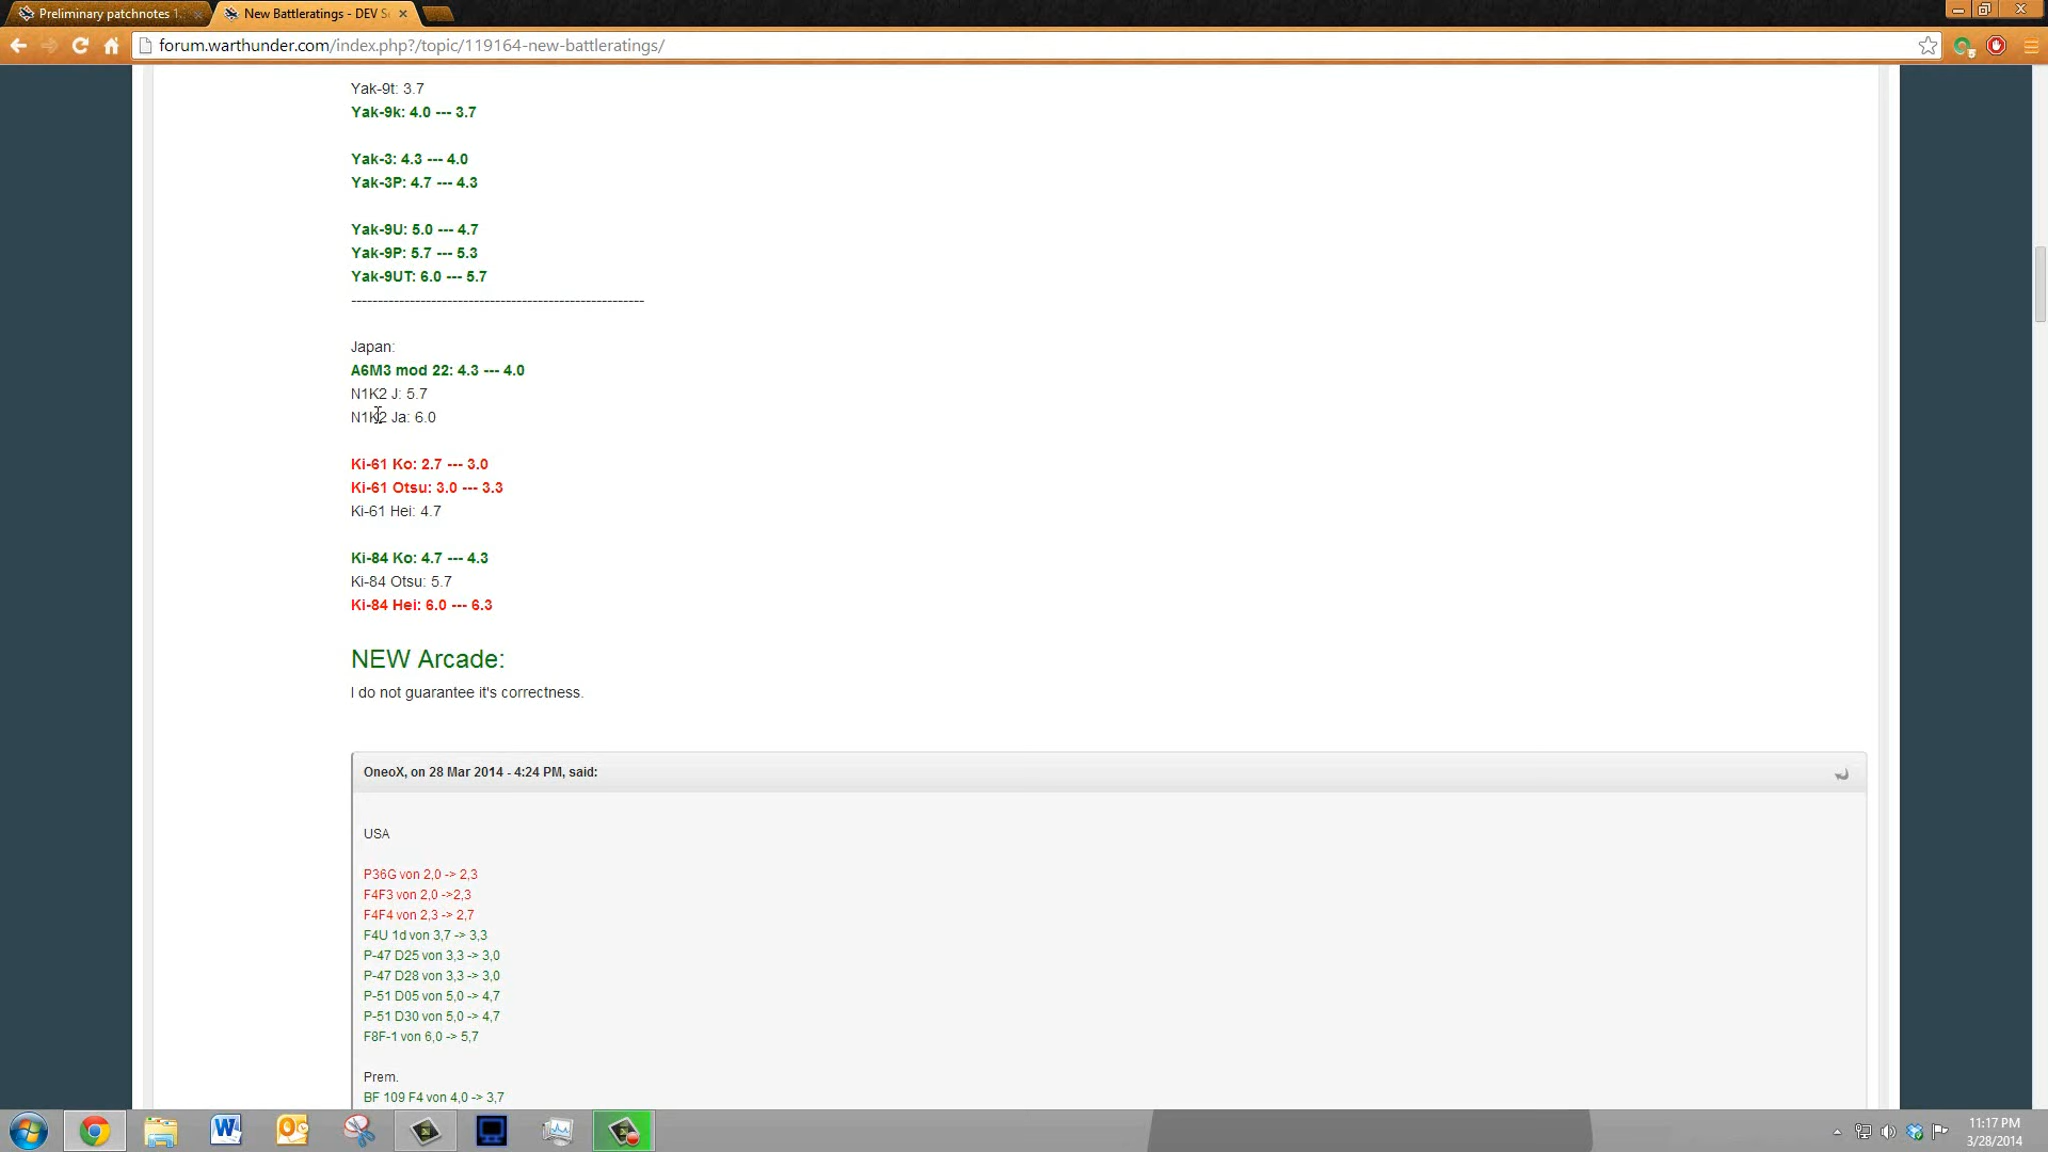 Preliminary patchnotes 1.
New Battleratings - DEV Se
forum.warthunder.com/index.php?/topic/119164-new-battleratings/
Yak-9t: 3.7
Yak-9k: 4.0 --- 3.7
Yak-3: 4.3 --- 4.0
Yak-3P: 4.7 --- 4.3
Yak-9U: 5.0 --- 4.7
Yak-9P: 5.7 --- 5.3
Yak-9UT: 6.0 --- 5.7
-------------------------------------------------------
Japan:
A6M3 mod 22: 4.3 --- 4.0
N1K2 J: 5.7
N1K2 Ja: 6.0
Ki-61 Ko: 2.7 --- 3.0
Ki-61 Otsu: 3.0 --- 3.3
Ki-61 Hei: 4.7
Ki-84 Ko: 4.7 --- 4.3
Ki-84 Otsu: 5.7
Ki-84 Hei: 6.0 --- 6.3
NEW Arcade:
I do not guarantee it's correctness.
OneoX, on 28 Mar 2014 - 4:24 PM, said:
USA
P36G von 2,0 -> 2,3
F4F3 von 2,0 ->2,3
F4F4 von 2,3 -> 2,7
F4U 1d von 3,7 -> 3,3
P-47 D25 von 3,3 -> 3,0
P-47 D28 von 3,3 -> 3,0
P-51 D05 von 5,0 -> 4,7
P-51 D30 von 5,0 -> 4,7
F8F-1 von 6,0 -> 5,7
Prem.
BF 109 F4 von 4,0 -> 3,7
11:17 PM
3/28/2014